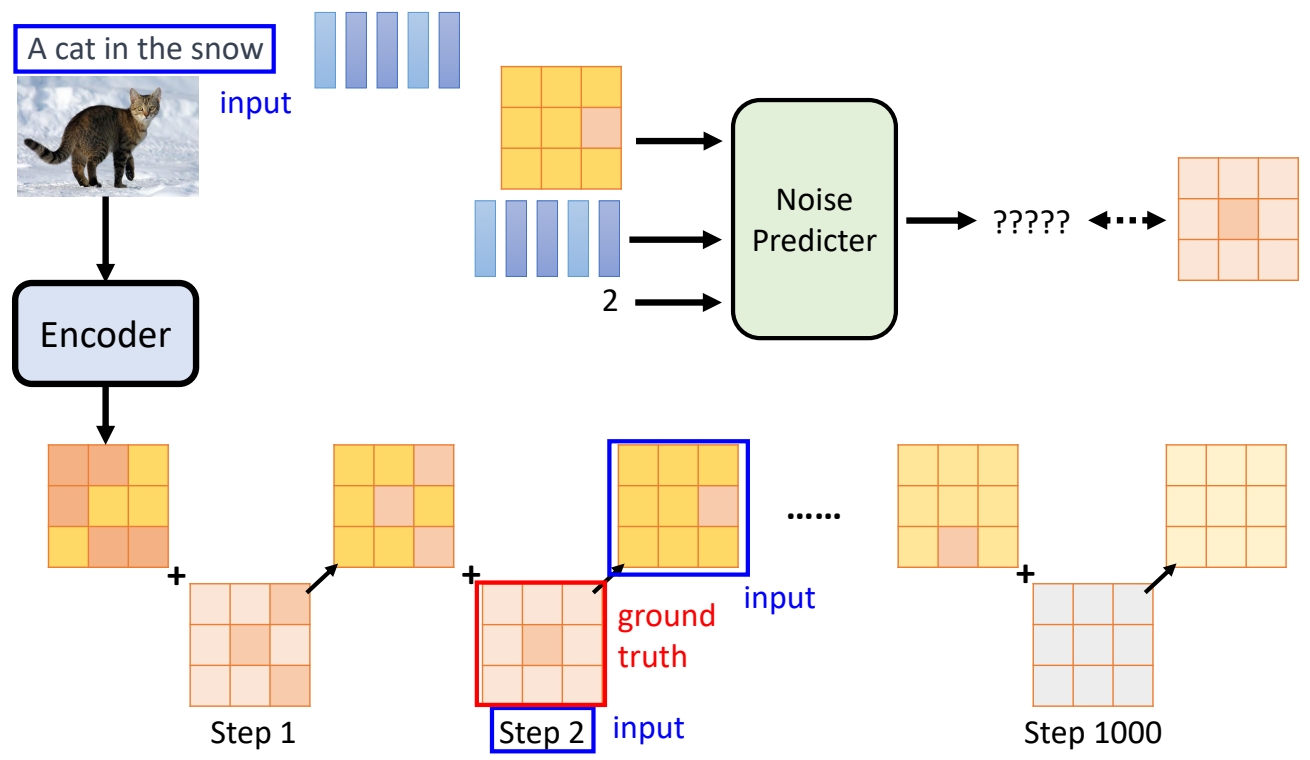 A cat in the snow
input
Noise
Predicter
?????
2
Encoder
......
+
+
+
ground
truth
input
Step 1
Step 2
input
Step 1000